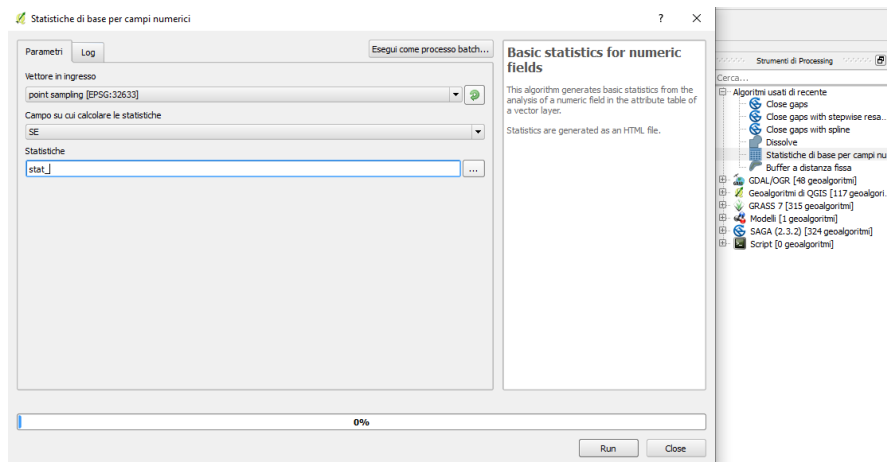 Statistiche di base per campi numerici
Parametri
Log
Esegui come processo batch...
Vettore in ingresso
point sampling [EPSG:32633]
Campo su cui calcolare le statistiche
SE
Statistiche
stat_
...
Basic statistics for numeric
fields
This algorithm generates basic statistics from the
analysis of a numeric field in the attribute table of
a vector layer.
Statistics are generated as an HTML file.
0%
Run
Close
Strumenti di Processing
Cerca...
Algoritmi usati di recente
Close gaps
Close gaps with stepwise resa...
Close gaps with spline
Dissolve
Statistiche di base per campi nu
Buffer a distanza fissa
GDAL/OGR [48 geoalgoritmi]
Geoalgoritmi di QGIS [117 geoalgori.
GRASS 7 [315 geoalgoritmi]
Modelli [1 geoalgoritmi]
SAGA (2.3.2) [324 geoalgoritmi]
Script [0 geoalgoritmi]